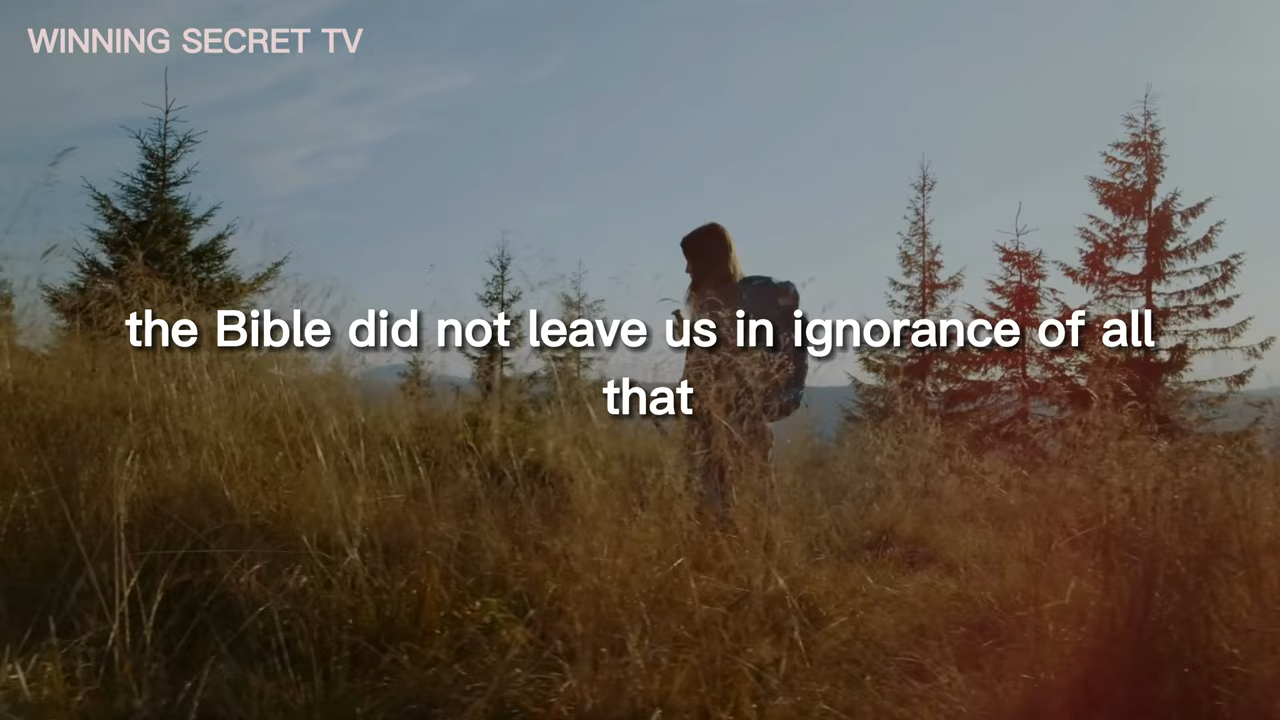 WINNING SECRET TV
the Bible did not leave us in ignorance of all
that